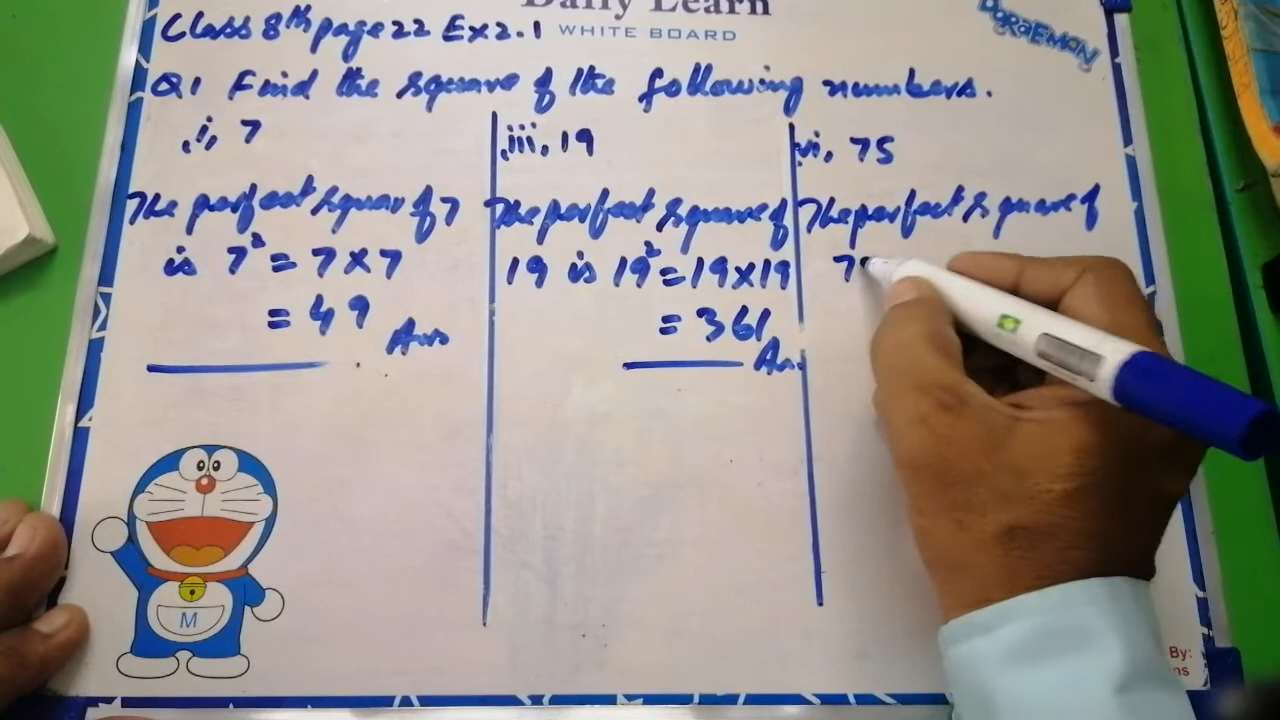 Daily Learn
WHITE BOARD
DORAEMON
Class 8th page 22 Ex 2.1
Q1 Find the square of the following numbers.
i, 7
The perfect squar of 7
is 7² = 7 × 7
= 49 Ans
iii, 19
The perfect square of
19 is 19² = 19 × 19
= 361
Ans.
vi, 75
The perfect square of
M
By: